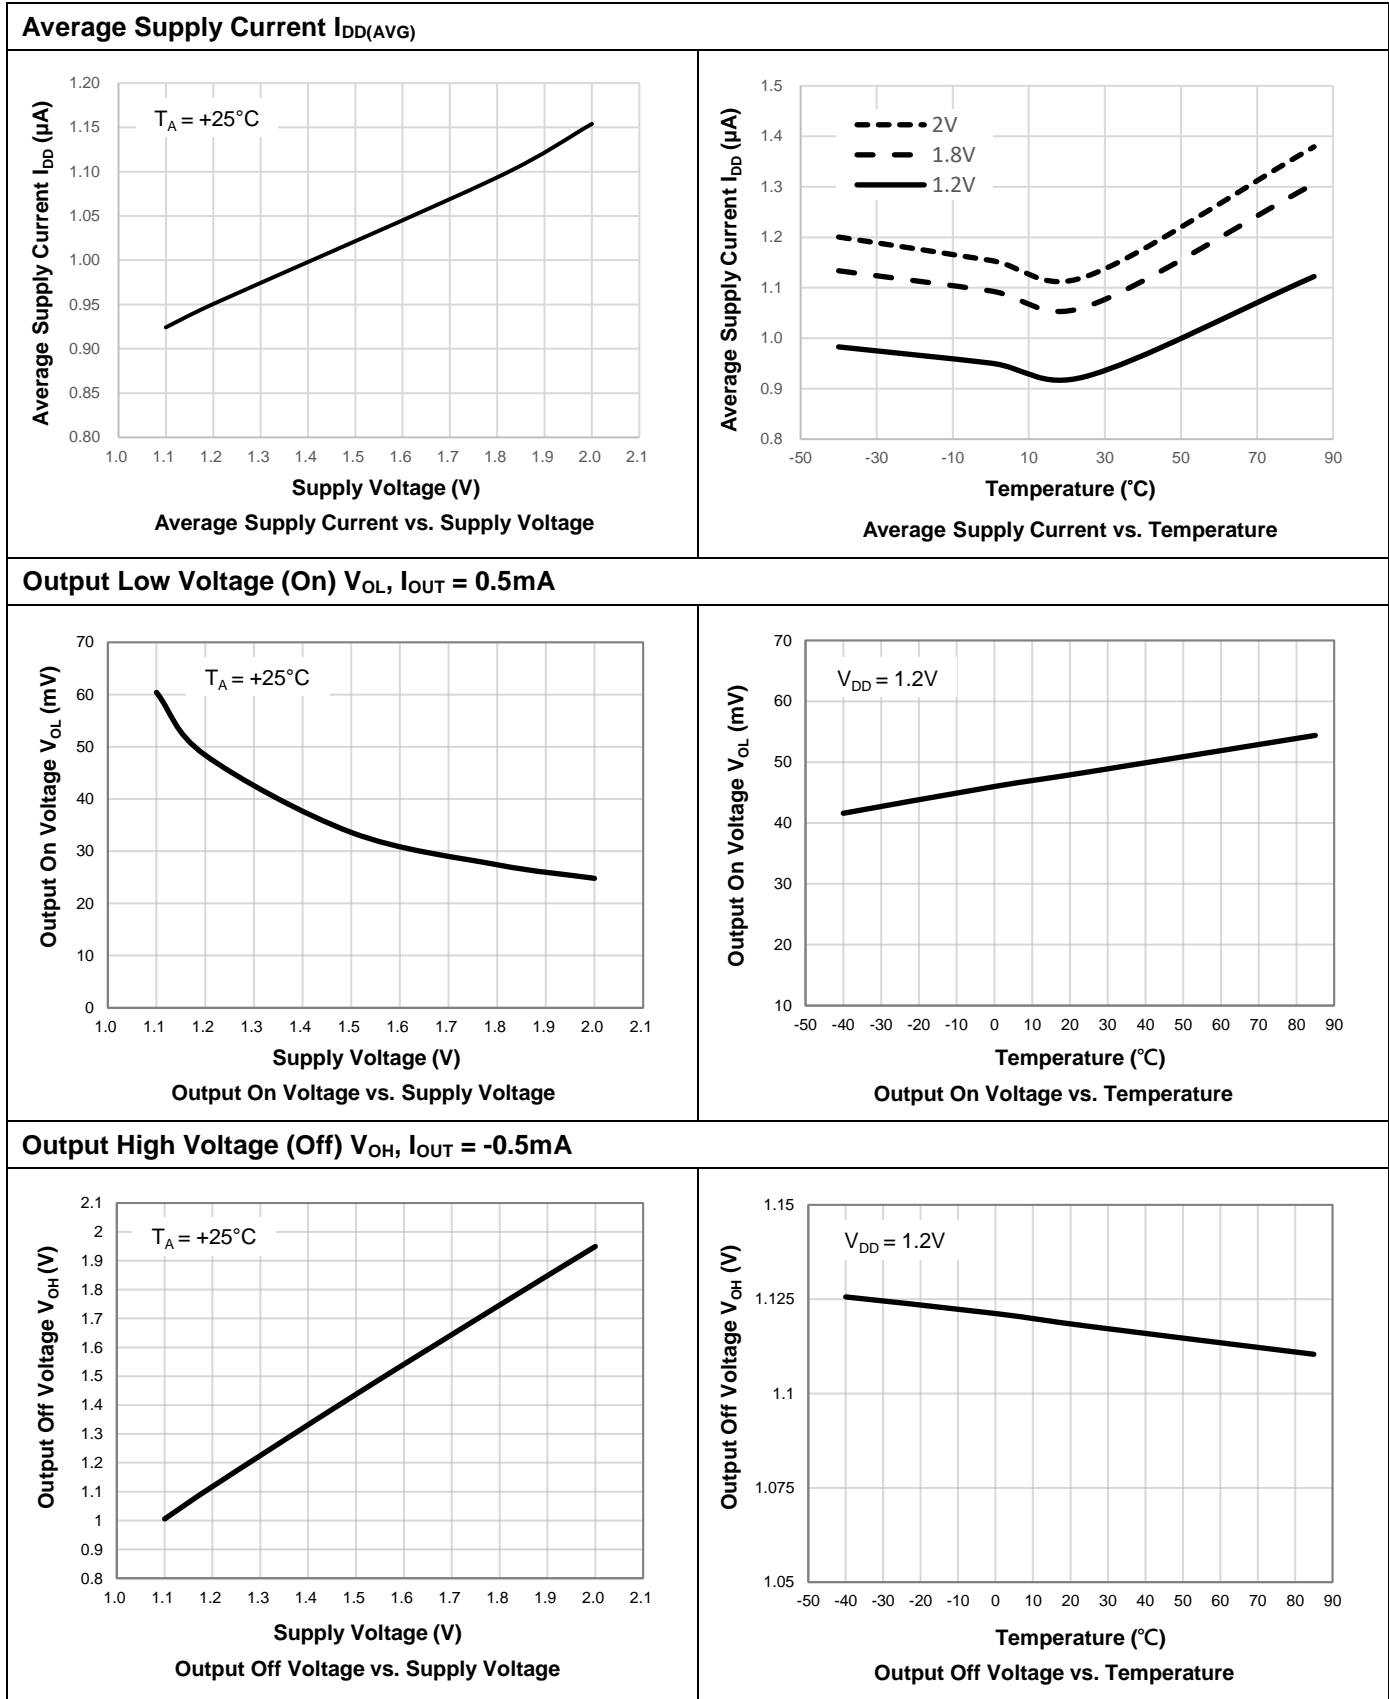 Average Supply Current IDD(AVG)
TA = +25°C
Average Supply Current IDD (µA)
1.20
1.15
1.10
1.05
1.00
0.95
0.90
0.85
0.80
1.0 1.1 1.2 1.3 1.4 1.5 1.6 1.7 1.8 1.9 2.0 2.1
Supply Voltage (V)
Average Supply Current vs. Supply Voltage
2V
1.8V
1.2V
Average Supply Current IDD (µA)
1.5
1.4
1.3
1.2
1.1
1.0
0.9
0.8
-50 -30 -10 10 30 50 70 90
Temperature (°C)
Average Supply Current vs. Temperature
Output Low Voltage (On) VOL, IOUT = 0.5mA
TA = +25°C
Output On Voltage VOL (mV)
70
60
50
40
30
20
10
0
1.0 1.1 1.2 1.3 1.4 1.5 1.6 1.7 1.8 1.9 2.0 2.1
Supply Voltage (V)
Output On Voltage vs. Supply Voltage
VDD = 1.2V
Output On Voltage VOL (mV)
70
60
50
40
30
20
10
-50 -40 -30 -20 -10 0 10 20 30 40 50 60 70 80 90
Temperature (℃)
Output On Voltage vs. Temperature
Output High Voltage (Off) VOH, IOUT = -0.5mA
TA = +25°C
Output Off Voltage VOH (V)
2.1
2
1.9
1.8
1.7
1.6
1.5
1.4
1.3
1.2
1.1
1
0.9
0.8
1.0 1.1 1.2 1.3 1.4 1.5 1.6 1.7 1.8 1.9 2.0 2.1
Supply Voltage (V)
Output Off Voltage vs. Supply Voltage
VDD = 1.2V
Output Off Voltage VOH (V)
1.15
1.125
1.1
1.075
1.05
-50 -40 -30 -20 -10 0 10 20 30 40 50 60 70 80 90
Temperature (℃)
Output Off Voltage vs. Temperature